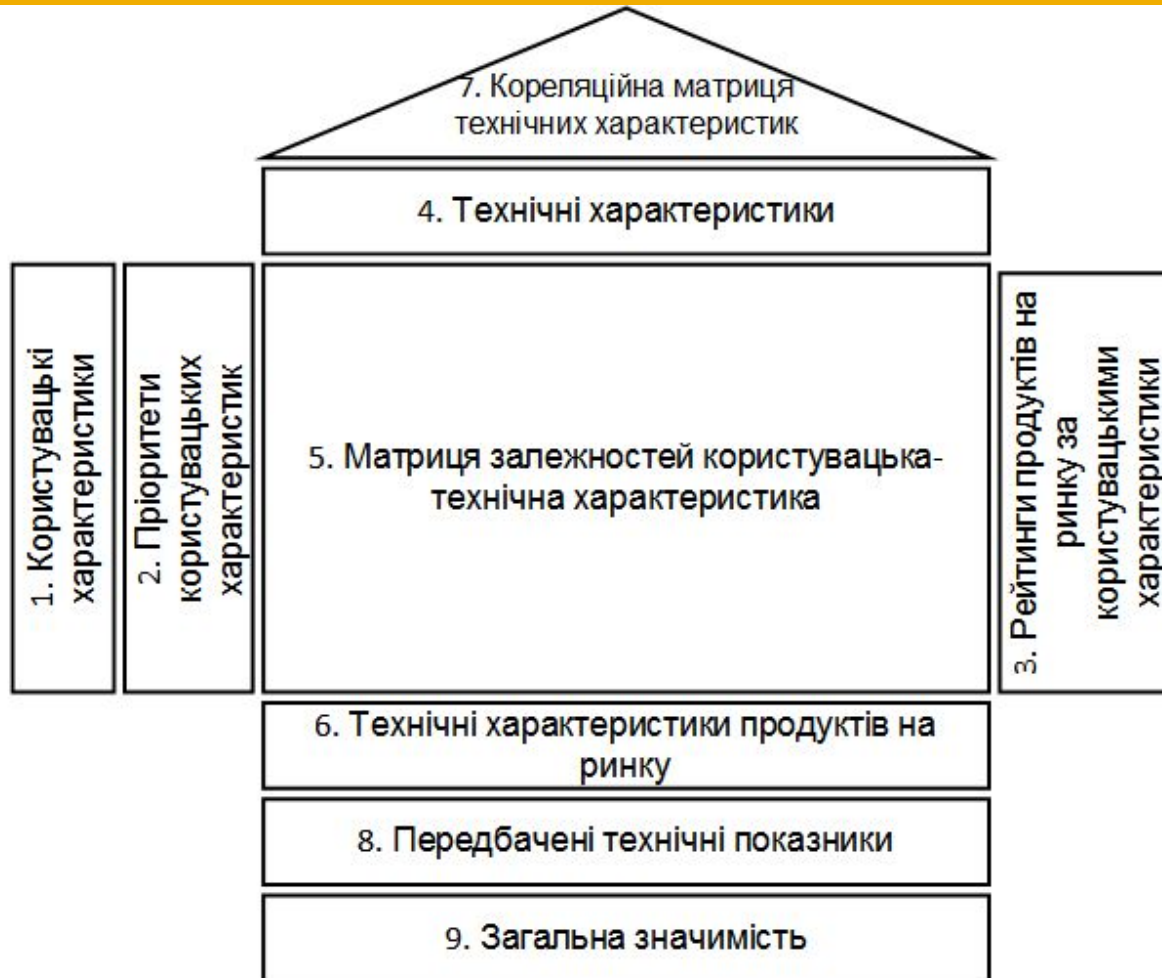 7. Кореляційна матриця
технічних характеристик
4. Технічні характеристики
1. Користувацькі
характеристики
2. Пріоритети
користувацьких
характеристик
5. Матриця залежностей користувацька-
технічна характеристика
3. Рейтинги продуктів на
ринку за
користувацькими
характеристики
6. Технічні характеристики продуктів на
ринку
8. Передбачені технічні показники
9. Загальна значимість